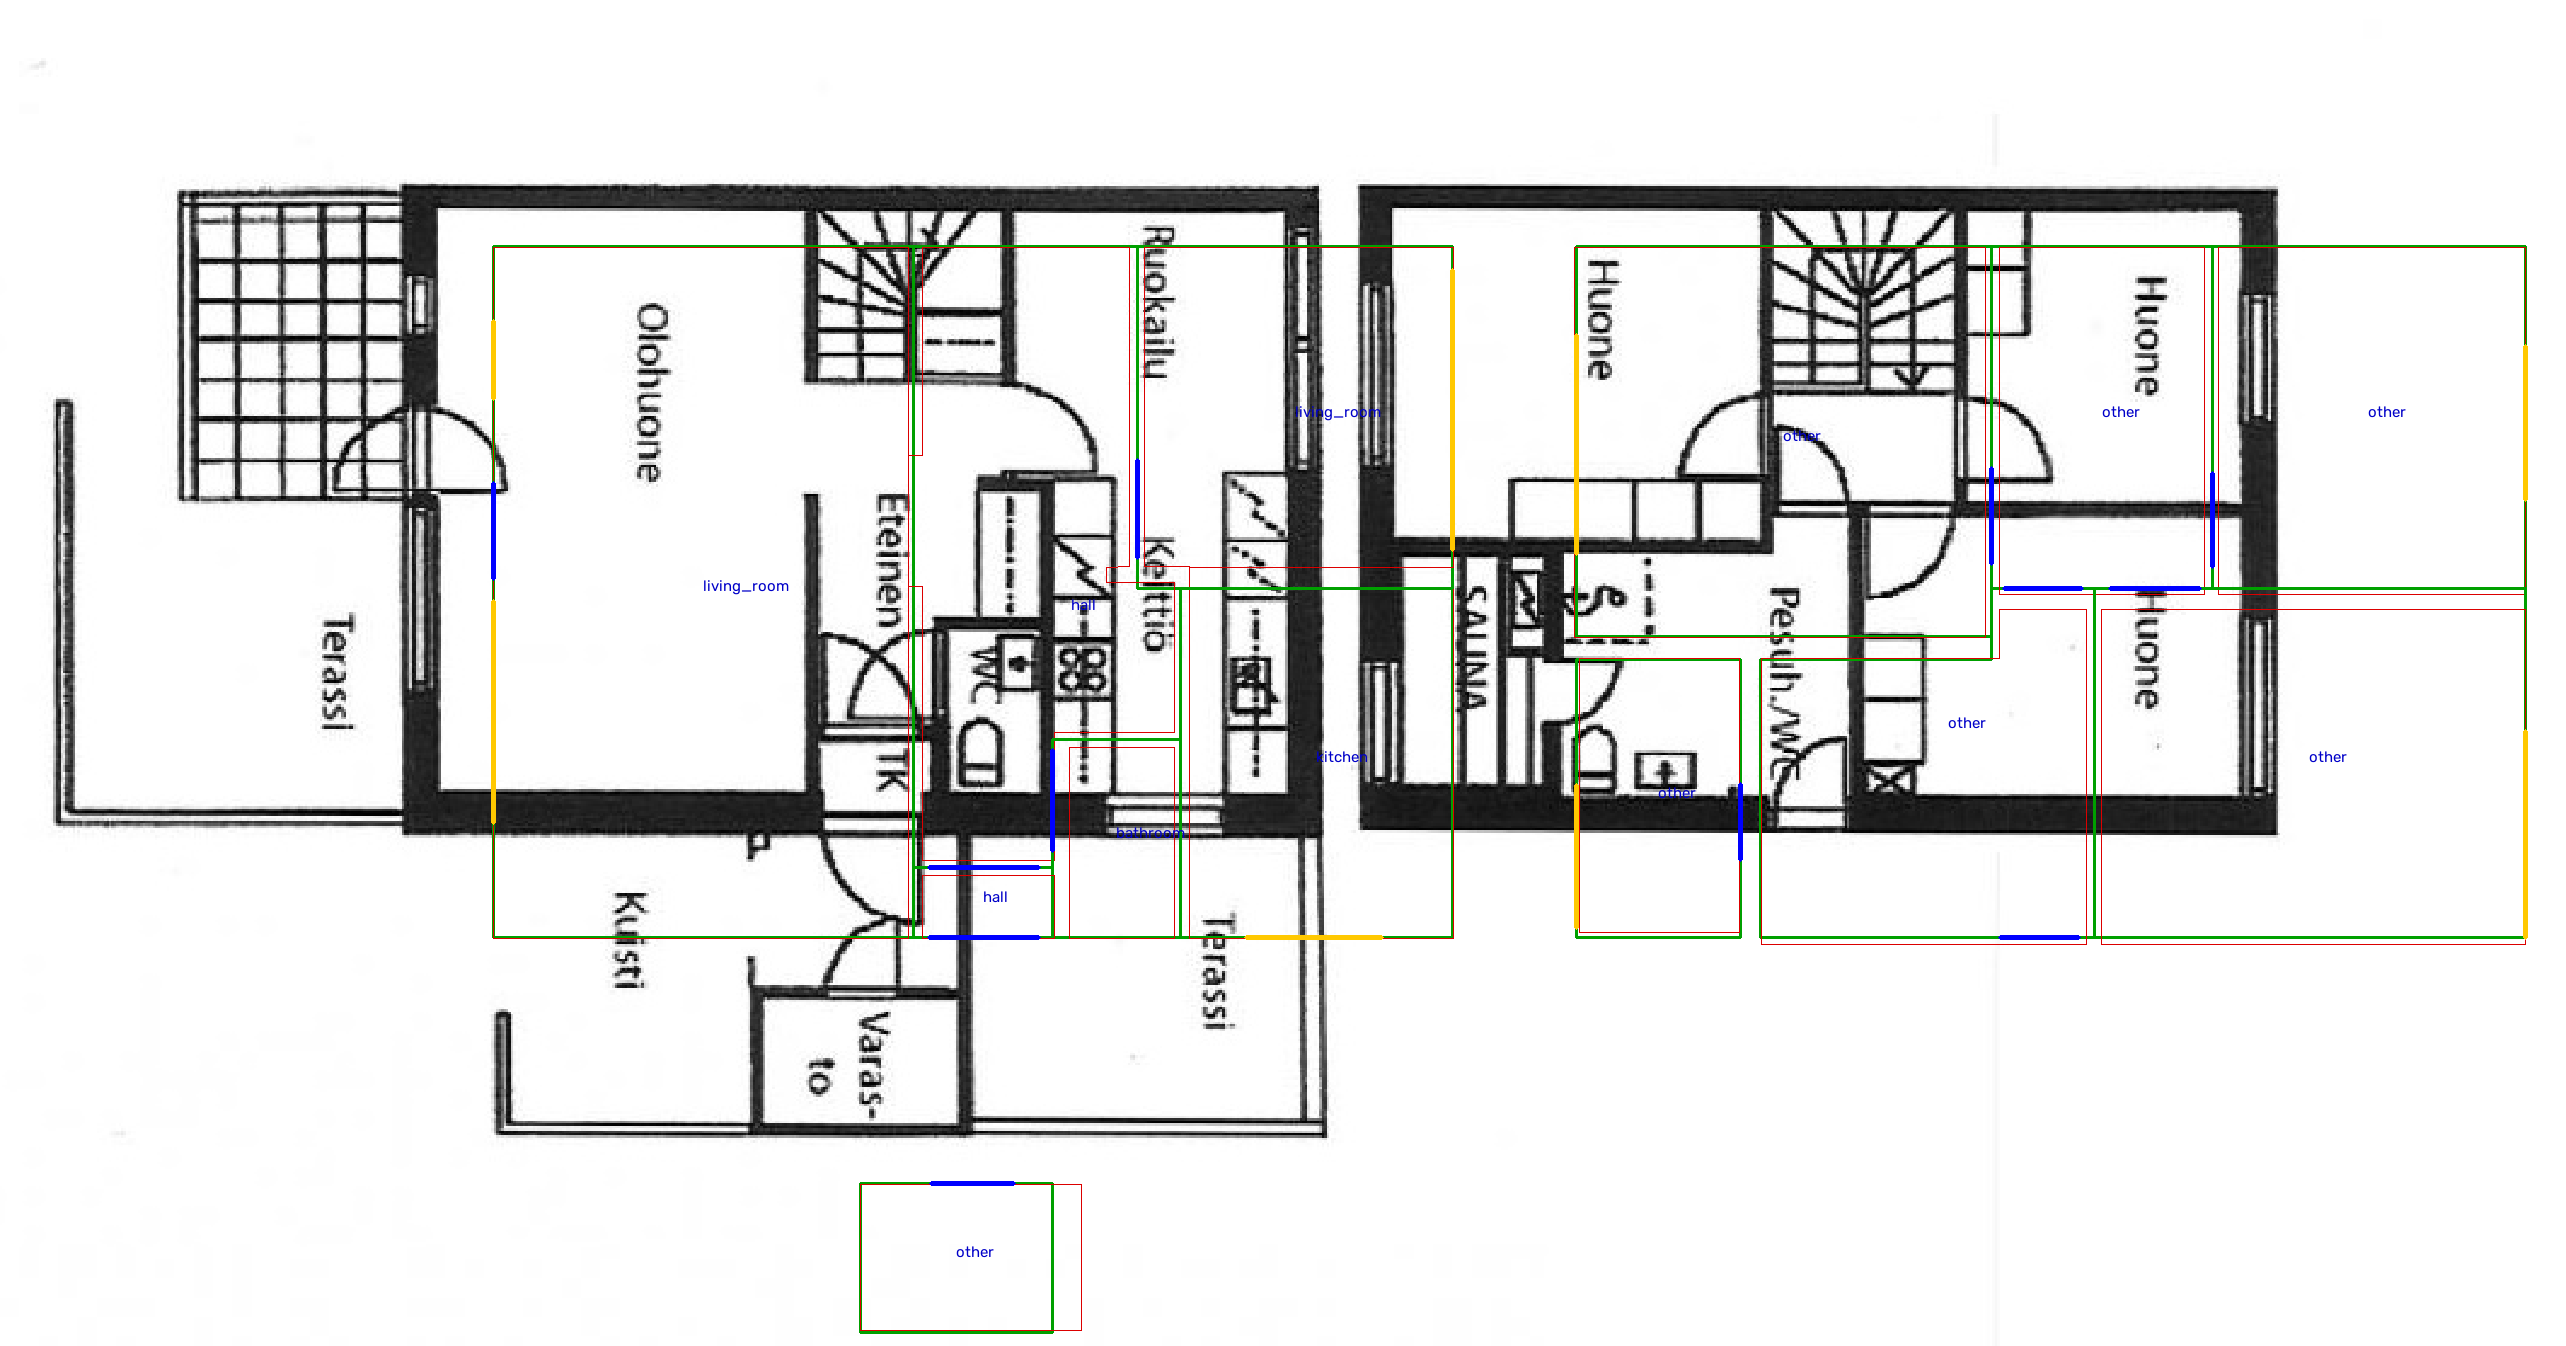 Olohuone
Ruokailu
Eteinen
Keittiö
WC
TK
Terassi
Kuisti
Varas-
to
Terassi
Huone
Huone
SAUNA
Pesuh./WC
Huone
living_room
living_room
hall
kitchen
bathroom
hall
other
other
other
other
other
other
other